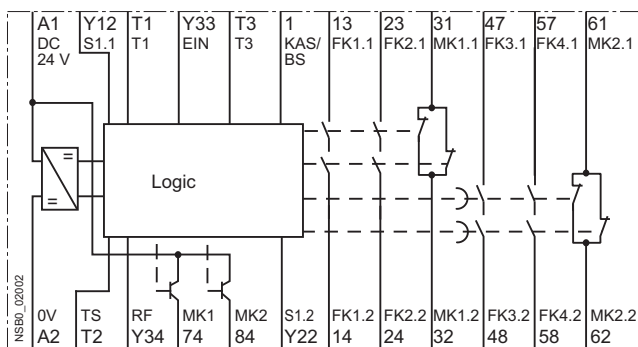 A1 Y12 T1 Y33 T3 1 13 23 31 47 57 61
DC S1.1 T1 EIN T3 KAS/ FK1.1 FK2.1 MK1.1 FK3.1 FK4.1 MK2.1
24 V BS
=
=
Logic
NSB0_02002
0V TS RF MK1 MK2 S1.2 FK1.2 FK2.2 MK1.2 FK3.2 FK4.2 MK2.2
A2 T2 Y34 74 84 Y22 14 24 32 48 58 62